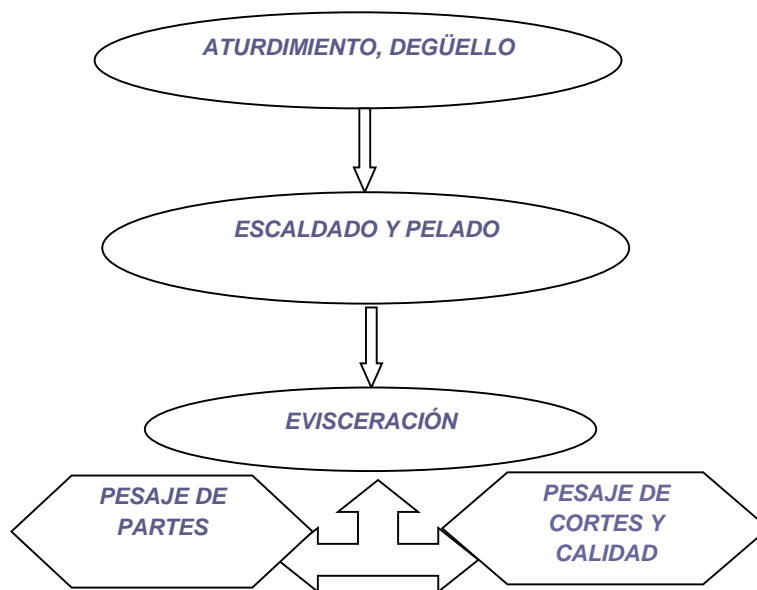 ATURDIMIENTO, DEGÜELLO
ESCALDADO Y PELADO
EVISCERACIÓN
PESAJE DE
PARTES
PESAJE DE
CORTES Y
CALIDAD